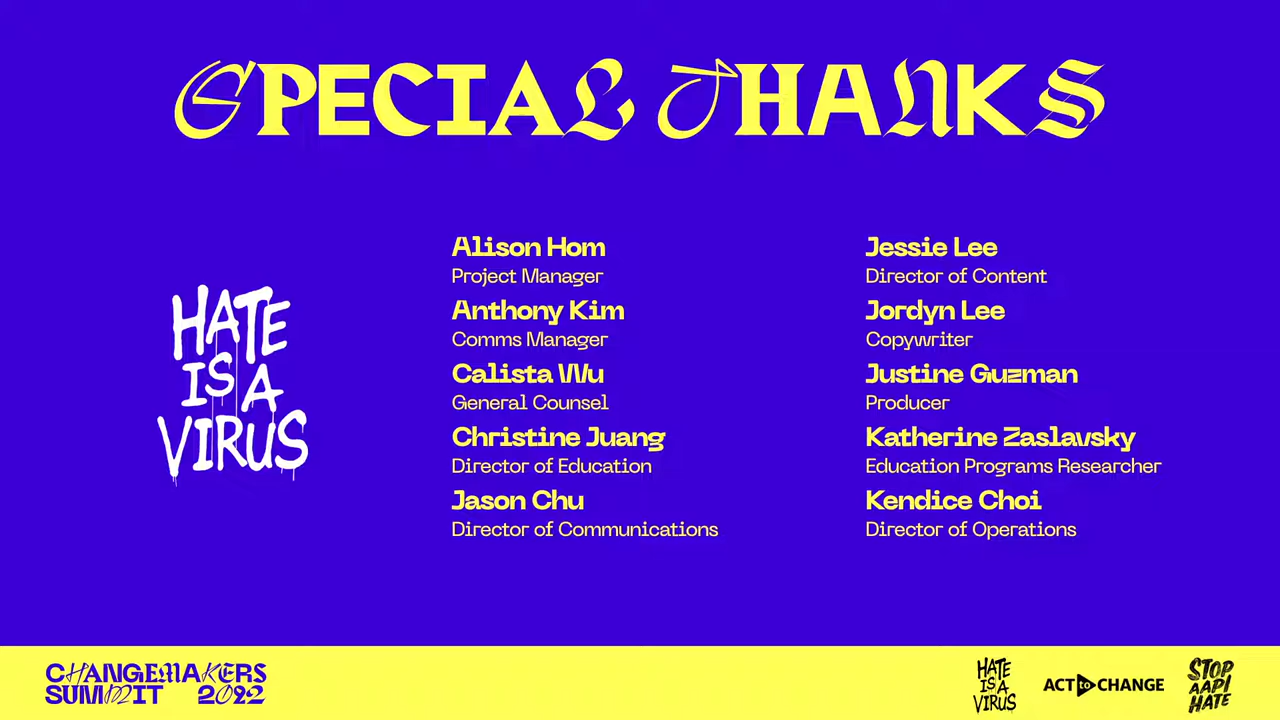 SPECIAL THANKS
HATE
IS A
VIRUS
Alison Hom
Project Manager
Anthony Kim
Comms Manager
Calista Wu
General Counsel
Christine Juang
Director of Education
Jason Chu
Director of Communications
Jessie Lee
Director of Content
Jordyn Lee
Copywriter
Justine Guzman
Producer
Katherine Zaslavsky
Education Programs Researcher
Kendice Choi
Director of Operations
CHANGEMAKERS
SUMMIT 2022
HATE
IS A
VIRUS
ACT to CHANGE
STOP
AAPI
HATE